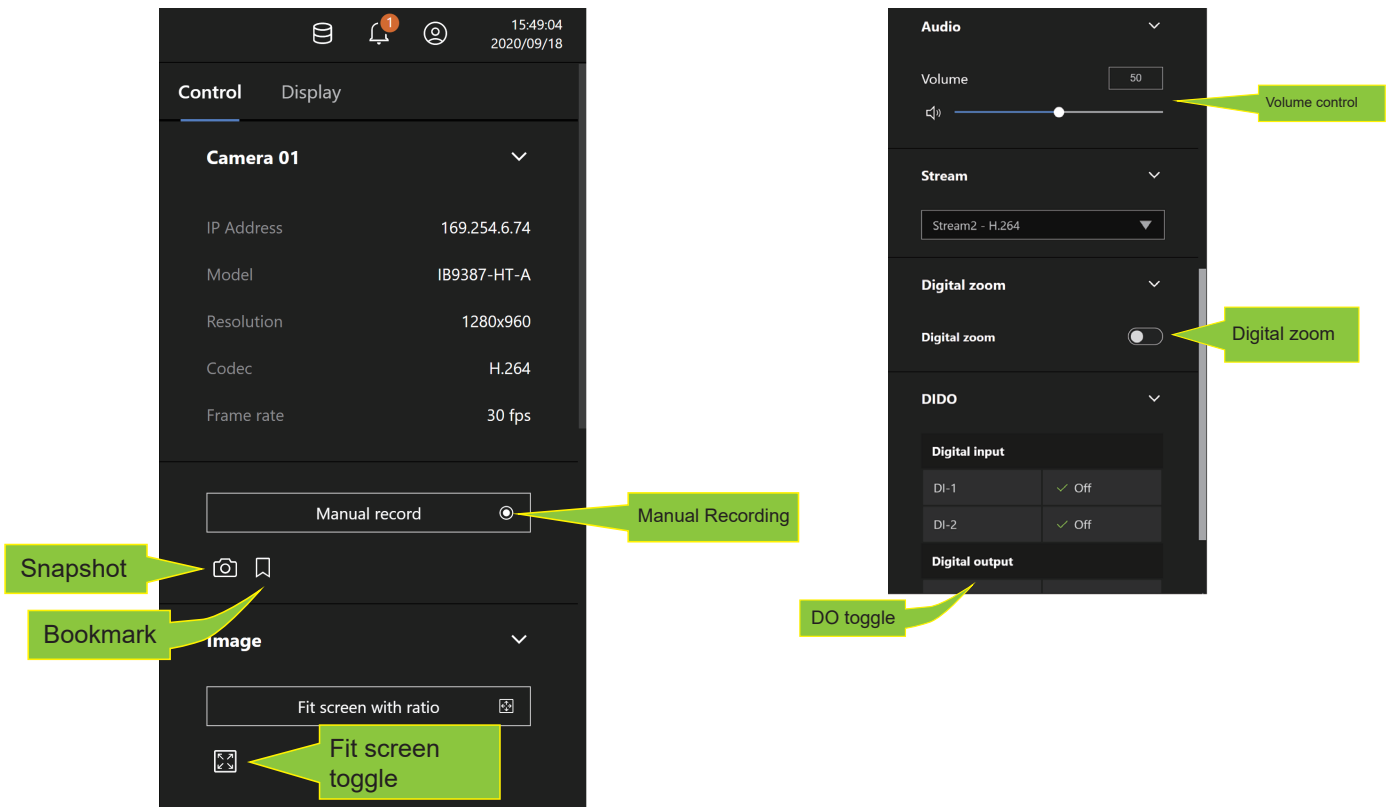 1
15:49:04
2020/09/18
Control Display
Camera 01
IP Address 169.254.6.74
Model IB9387-HT-A
Resolution 1280x960
Codec H.264
Frame rate 30 fps
Manual record
Manual Recording
Snapshot
Bookmark
Image
Fit screen with ratio
Fit screen
toggle
Audio
Volume 50
Volume control
Stream
Stream2 - H.264
Digital zoom
Digital zoom
Digital zoom
DIDO
Digital input
DI-1 Off
DI-2 Off
Digital output
DO toggle